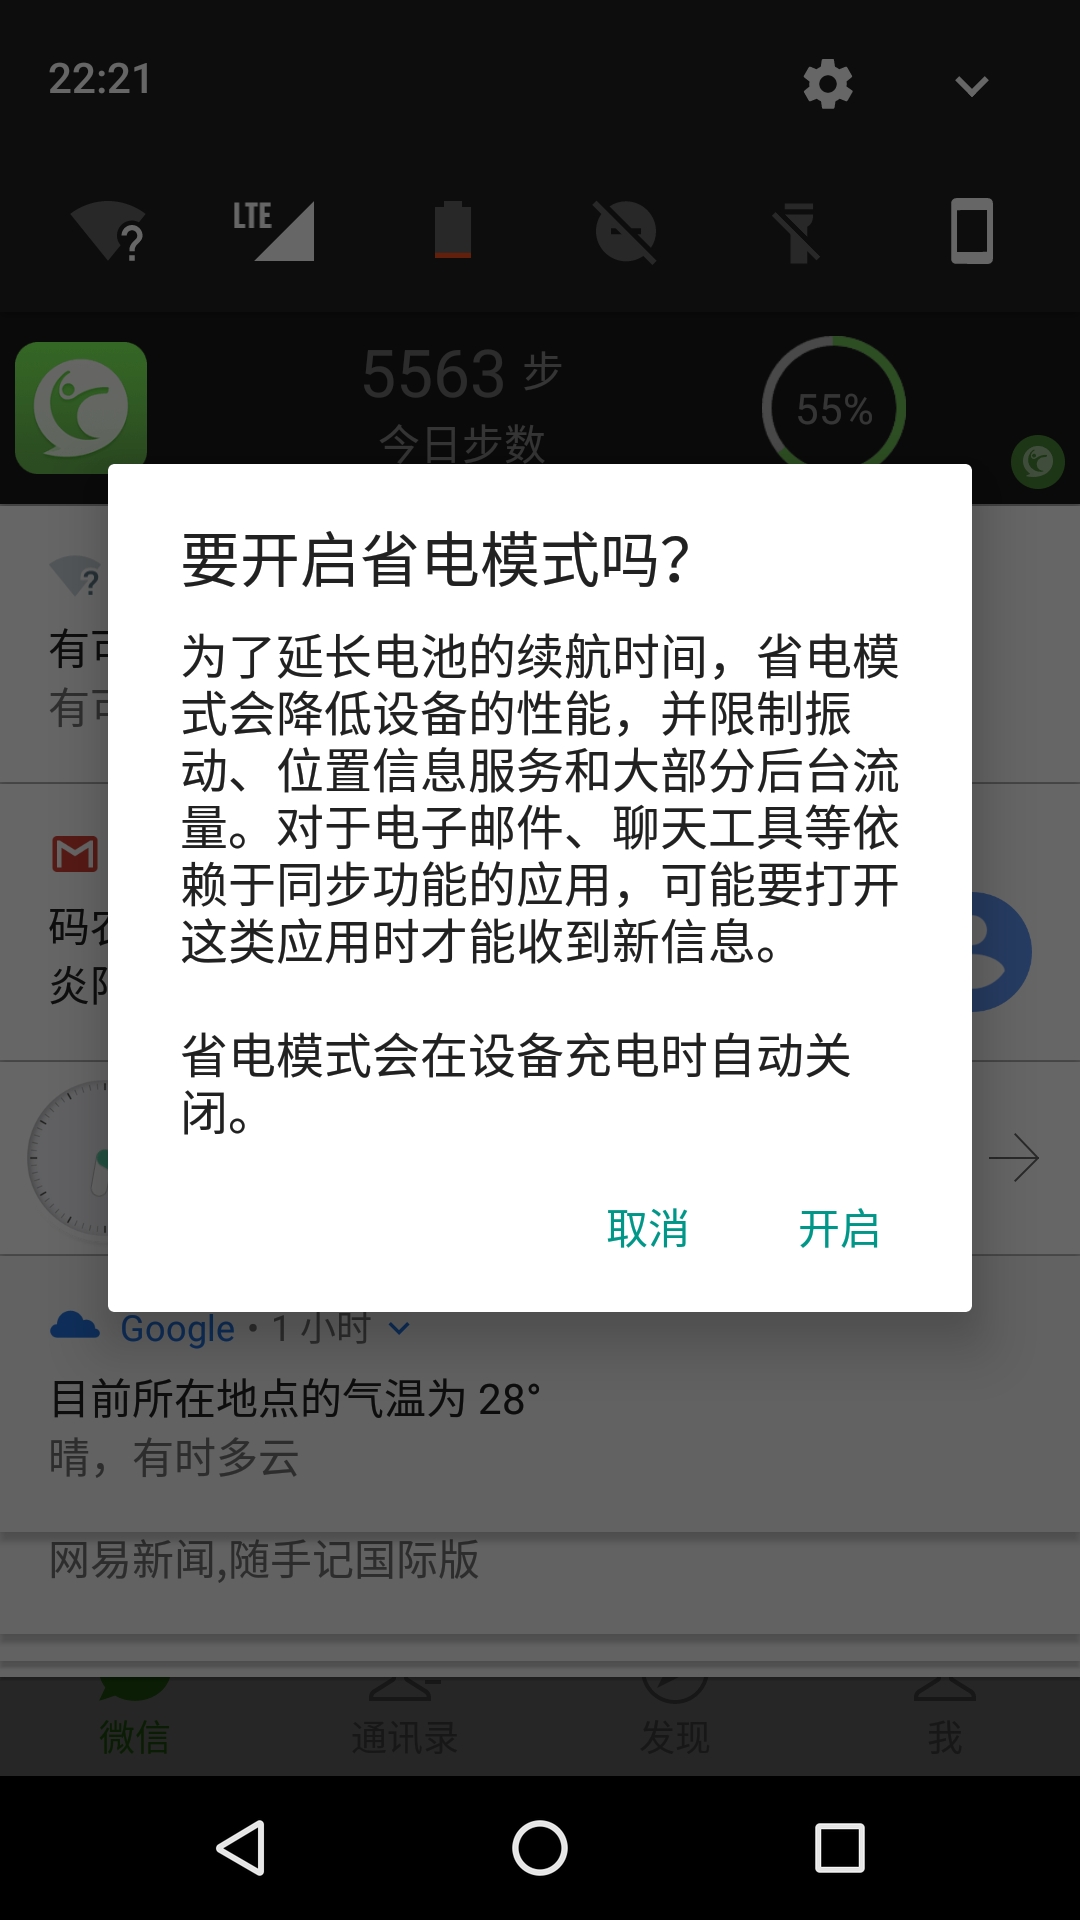 22:21
LTE
5563 步
今日步数
55%
要开启省电模式吗？
为了延长电池的续航时间，省电模
式会降低设备的性能，并限制振
动、位置信息服务和大部分后台流
量。对于电子邮件、聊天工具等依
赖于同步功能的应用，可能要打开
这类应用时才能收到新信息。
省电模式会在设备充电时自动关
闭。
取消
开启
有可
有可
码农
炎阳
Google • 1 小时
目前所在地点的气温为 28°
晴，有时多云
网易新闻,随手记国际版
微信
通讯录
发现
我